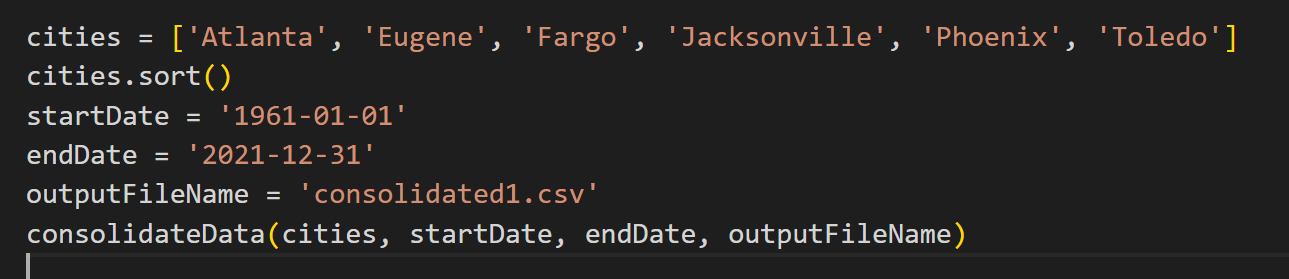 cities = ['Atlanta', 'Eugene', 'Fargo', 'Jacksonville', 'Phoenix', 'Toledo']
cities.sort()
startDate = '1961-01-01'
endDate = '2021-12-31'
outputFileName = 'consolidated1.csv'
consolidateData(cities, startDate, endDate, outputFileName)